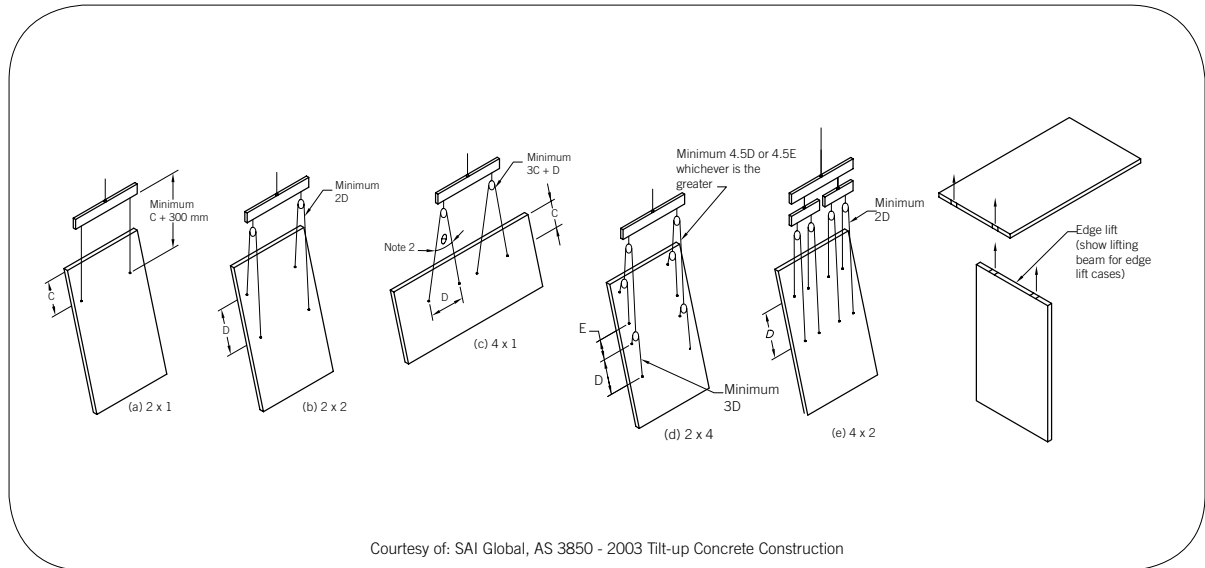 Minimum
C + 300 mm
C
(a) 2 x 1
Minimum
2D
D
(b) 2 x 2
Minimum
3C + D
C
Note 2
θ
D
(c) 4 x 1
Minimum 4.5D or 4.5E
whichever is the
greater
E
D
Minimum
3D
(d) 2 x 4
Minimum
2D
D
(e) 4 x 2
Edge lift
(show lifting
beam for edge
lift cases)
Courtesy of: SAI Global, AS 3850 - 2003 Tilt-up Concrete Construction